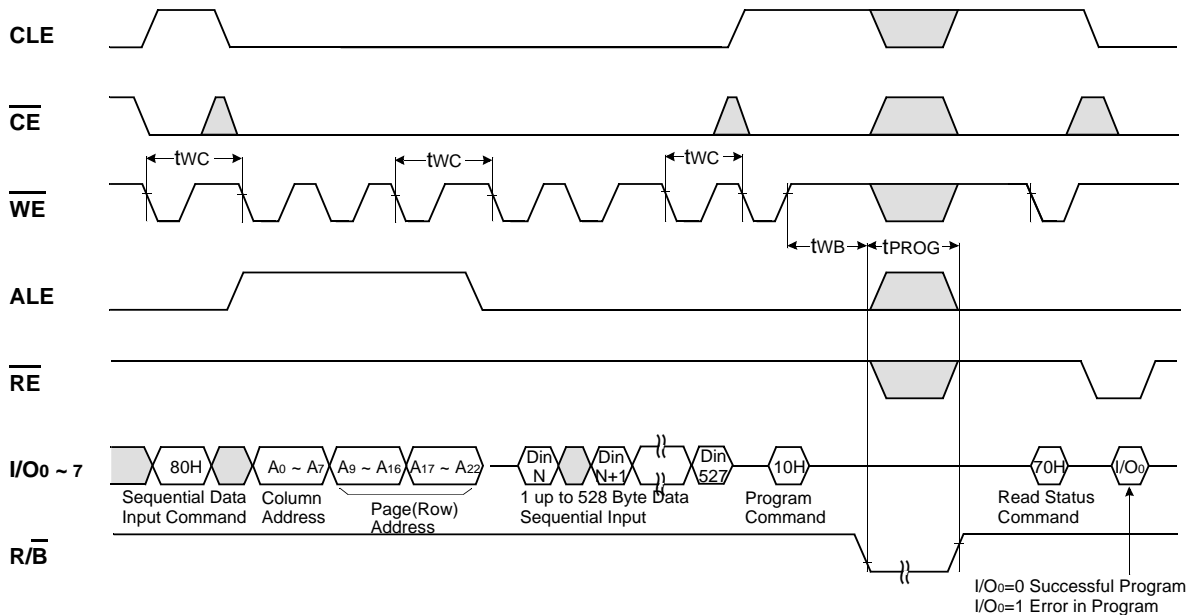 CLE
CE
tWC
tWC
tWC
WE
tWB
tPROG
ALE
RE
I/O0 ~ 7
80H
A0 ~ A7
A9 ~ A16
A17 ~ A22
Din
N
Din
N+1
Din
527
10H
70H
I/O0
Sequential Data
Input Command
Column
Address
Page(Row)
Address
1 up to 528 Byte Data
Sequential Input
Program
Command
Read Status
Command
R/B
I/O0=0 Successful Program
I/O0=1 Error in Program